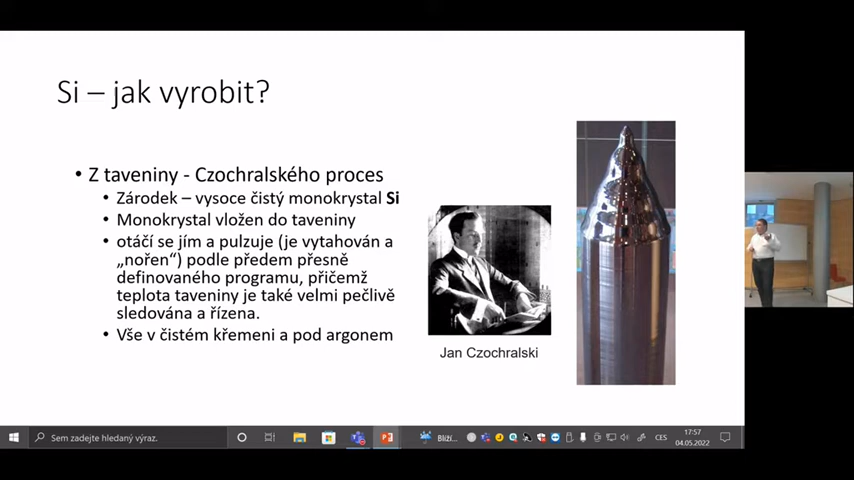 Si – jak vyrobit?
• Z taveniny - Czochralského proces
• Zárodek – vysoce čistý monokrystal Si
• Monokrystal vložen do taveniny
• otáčí se jím a pulzuje (je vytahován a
„nořen“) podle předem přesně
definovaného programu, přičemž
teplota taveniny je také velmi pečlivě
sledována a řízena.
• Vše v čistém křemeni a pod argonem
Jan Czochralski
Sem zadejte hledaný výraz.
Blíží...
CES
17:57
04.05.2022